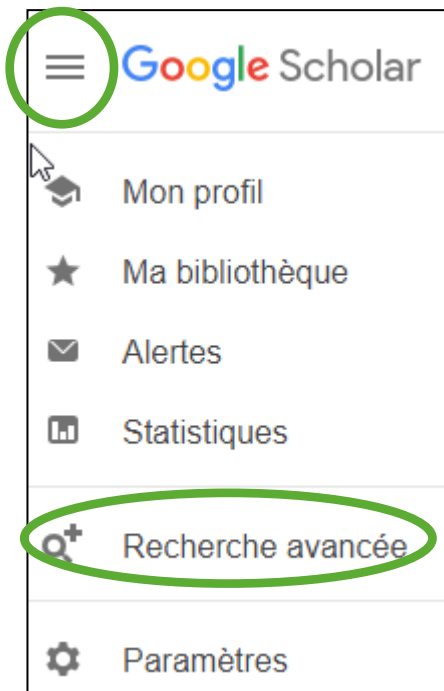 Google Scholar
Mon profil
Ma bibliothèque
Alertes
Statistiques
Recherche avancée
Paramètres